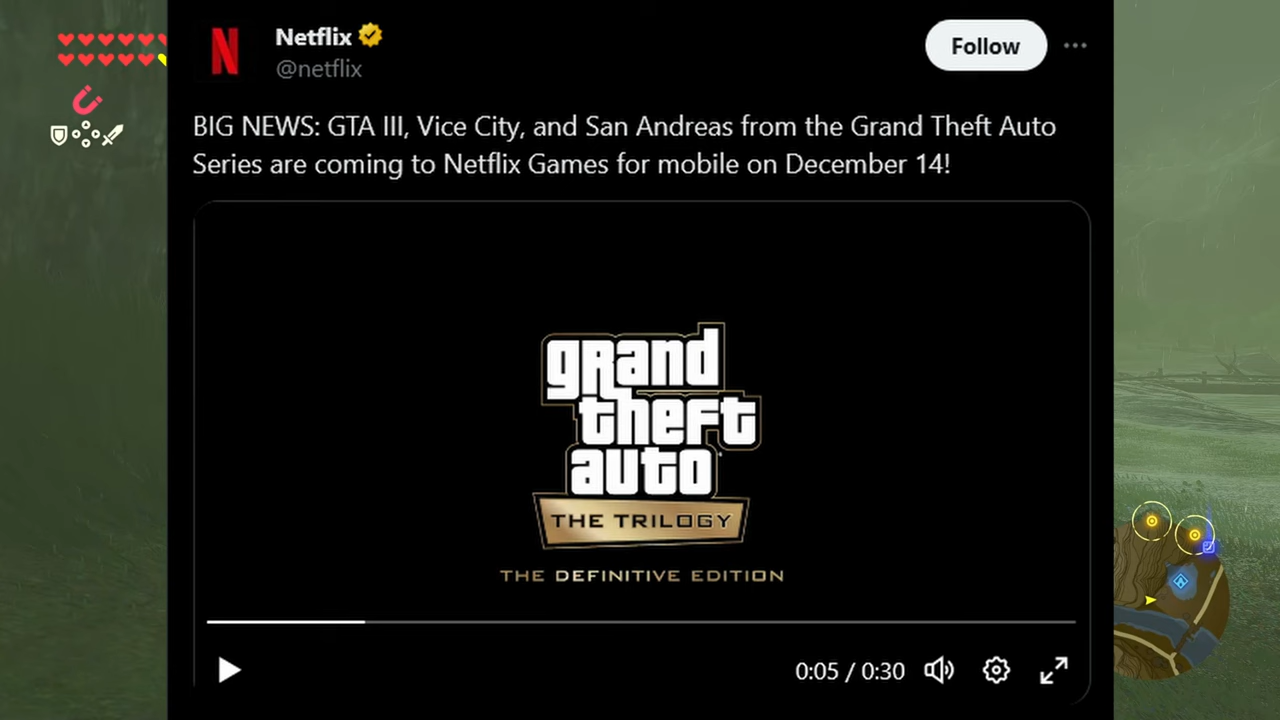 Netflix
@netflix
Follow
BIG NEWS: GTA III, Vice City, and San Andreas from the Grand Theft Auto
Series are coming to Netflix Games for mobile on December 14!
grand
theft
auto
THE TRILOGY
THE DEFINITIVE EDITION
0:05 / 0:30